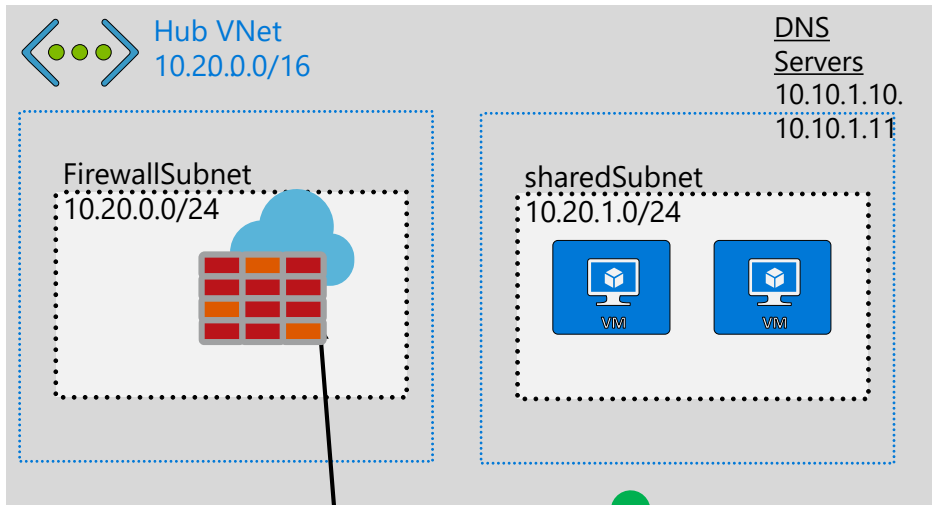 Hub VNet
10.20.0.0/16
DNS
Servers
10.10.1.10.
10.10.1.11
FirewallSubnet
10.20.0.0/24
sharedSubnet
10.20.1.0/24
VM
VM